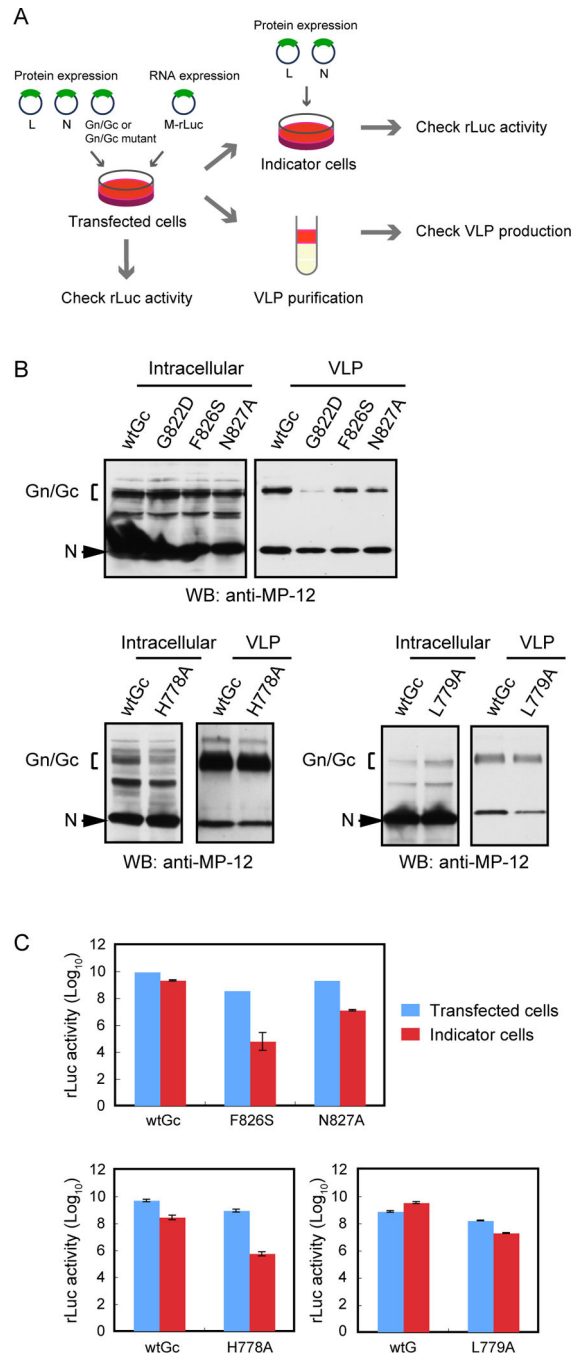 A
Protein expression
L N
Protein expression
RNA expression
L N Gn/Gc or
Gn/Gc mutant
M-rLuc
Transfected cells
Indicator cells
Check rLuc activity
Check VLP production
Check rLuc activity
VLP purification
B
Intracellular VLP
wtGc G822D F826S N827A wtGc G822D F826S N827A
Gn/Gc [
N
WB: anti-MP-12
Intracellular VLP
wtGc H778A wtGc H778A
Gn/Gc [
N
WB: anti-MP-12
Intracellular VLP
wtGc L779A wtGc L779A
Gn/Gc [
N
WB: anti-MP-12
C
rLuc activity (Log10)
12
10
8
6
4
2
0
wtGc F826S N827A
Transfected cells
Indicator cells
rLuc activity (Log10)
12
10
8
6
4
2
0
wtGc H778A
rLuc activity (Log10)
12
10
8
6
4
2
0
wtG L779A